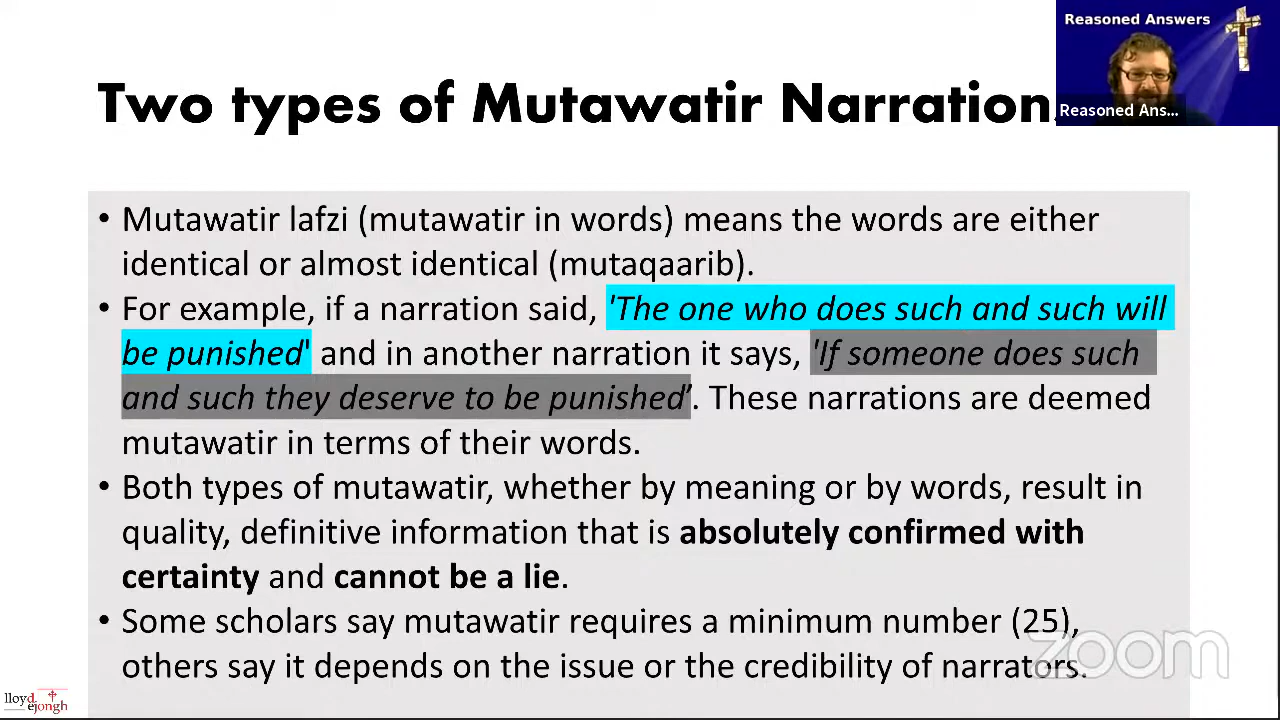 Reasoned Answers
Reasoned Ans...
Two types of Mutawatir Narration
• Mutawatir lafzi (mutawatir in words) means the words are either
identical or almost identical (mutaqaarib).
• For example, if a narration said, 'The one who does such and such will
be punished' and in another narration it says, 'If someone does such
and such they deserve to be punished'. These narrations are deemed
mutawatir in terms of their words.
• Both types of mutawatir, whether by meaning or by words, result in
quality, definitive information that is absolutely confirmed with
certainty and cannot be a lie.
• Some scholars say mutawatir requires a minimum number (25),
others say it depends on the issue or the credibility of narrators.
zoom
lloyd
ejongh